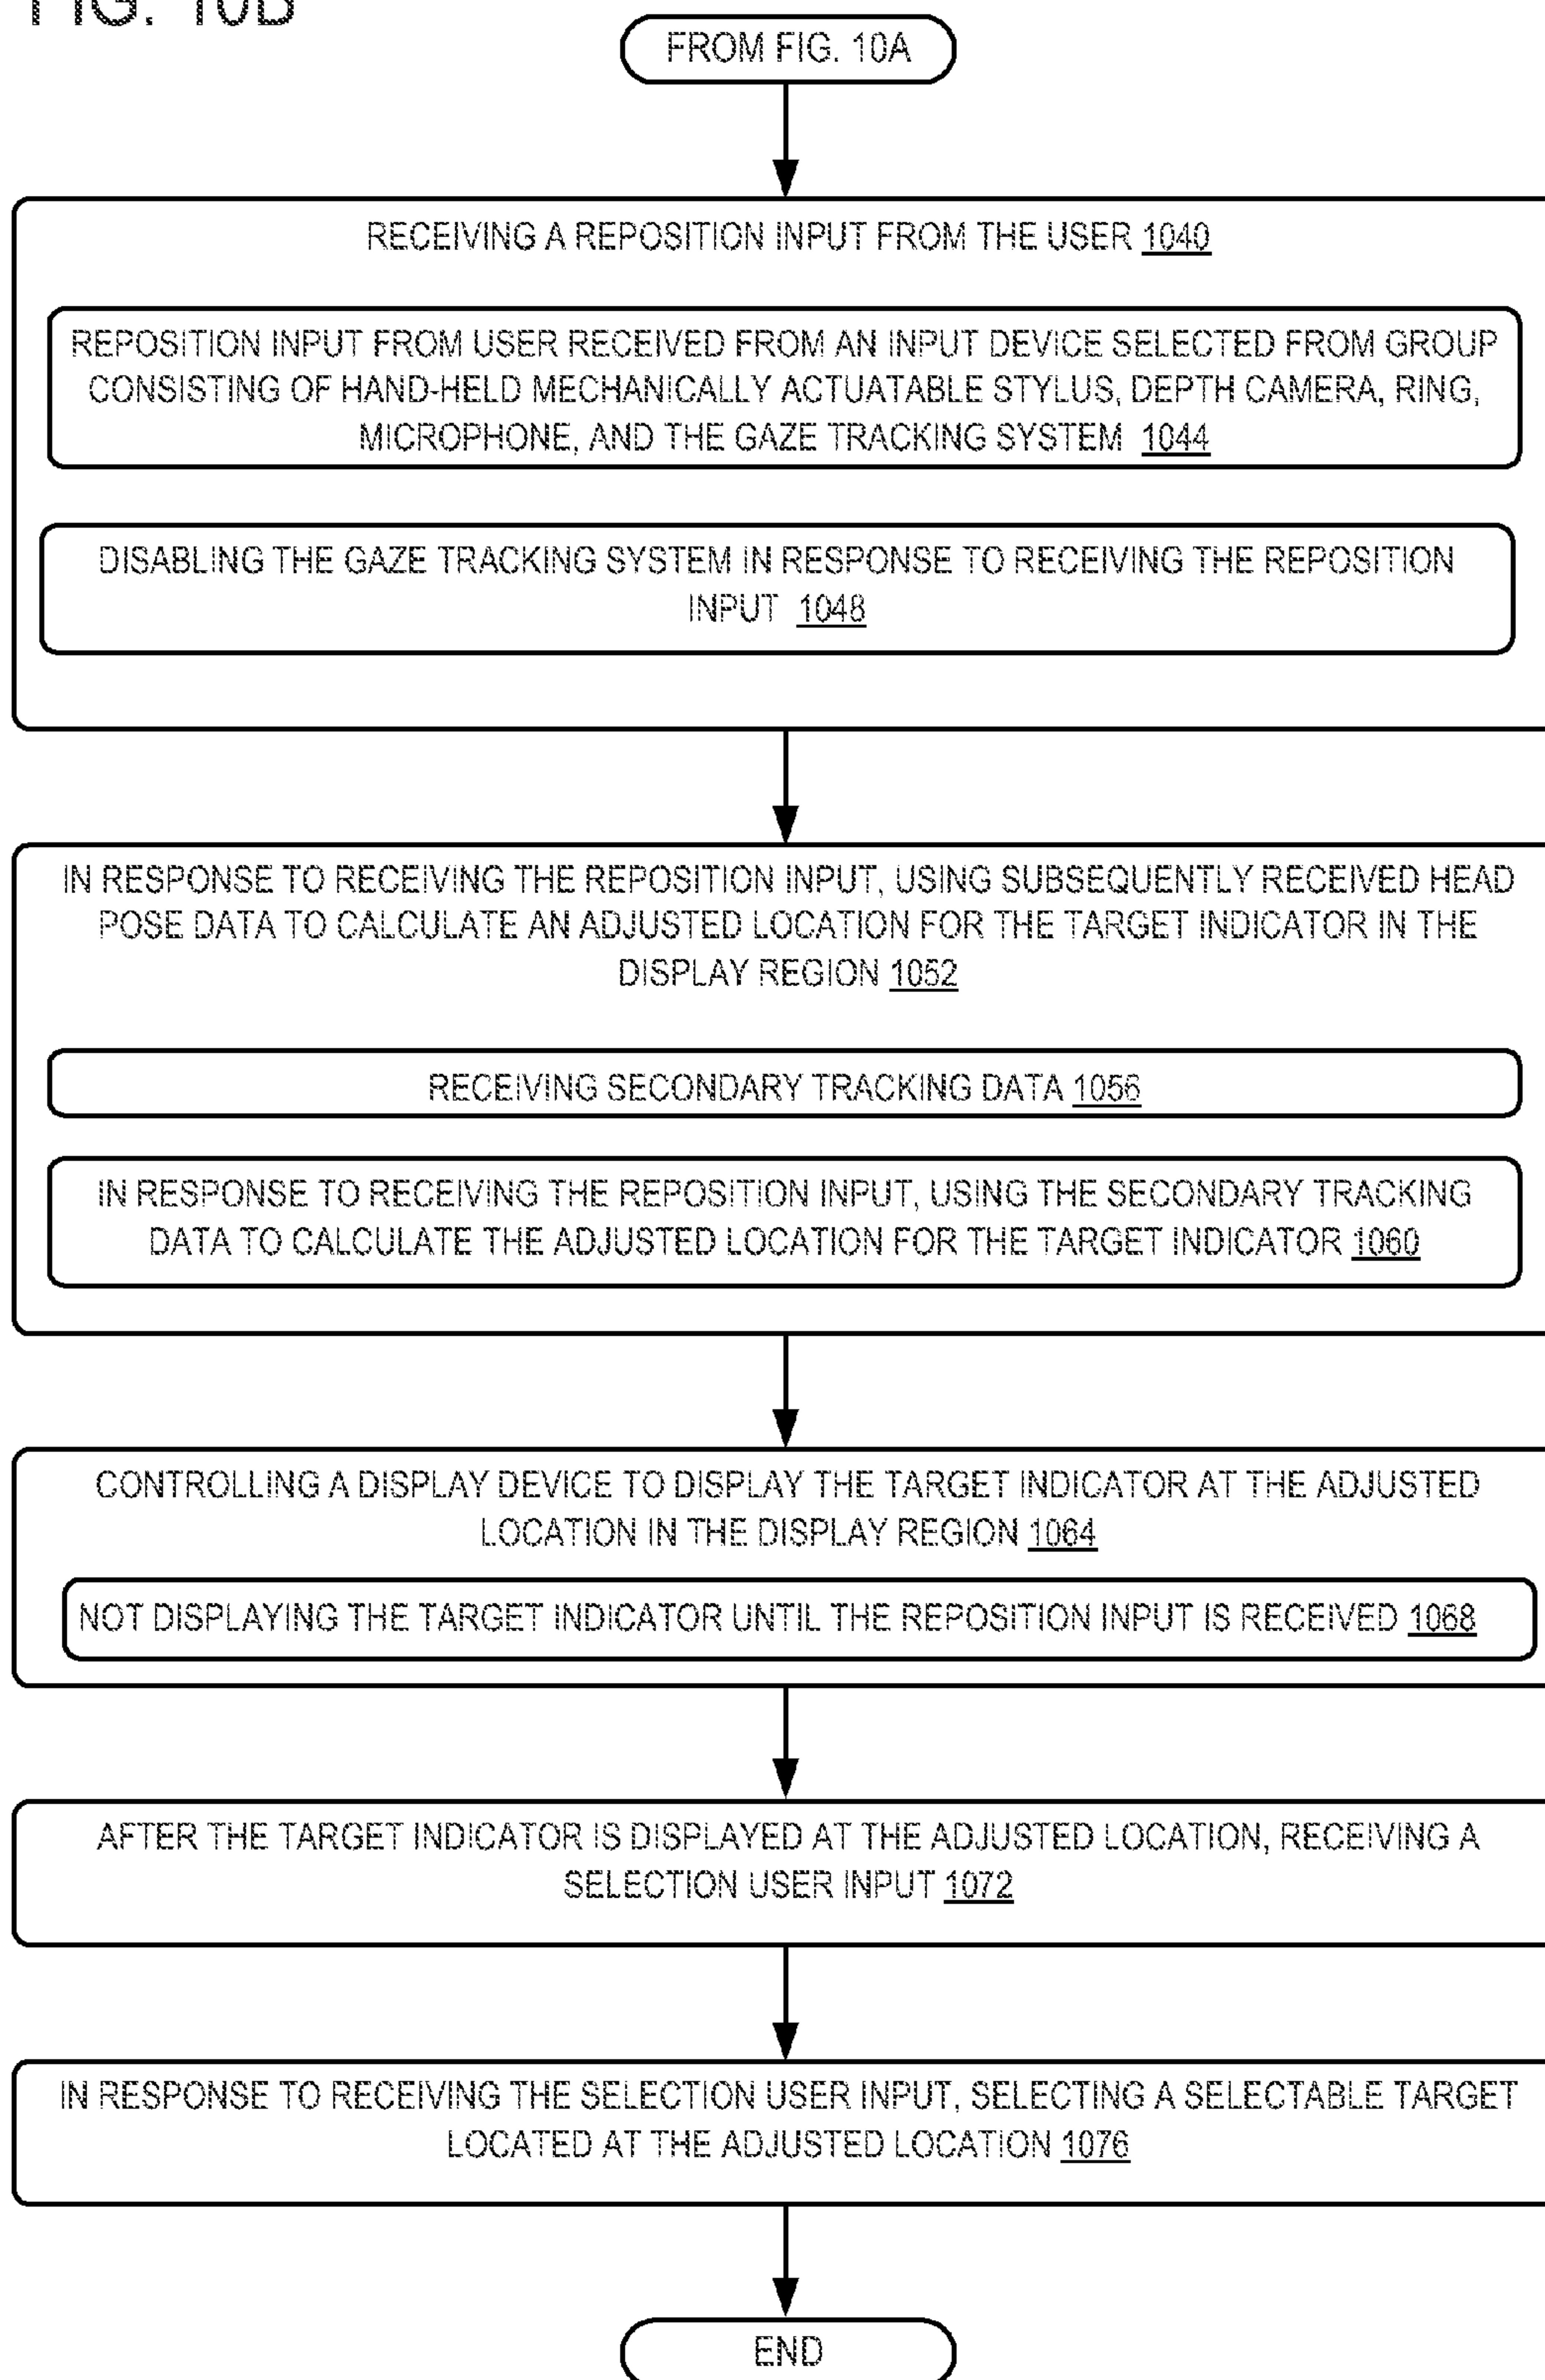 FIG. 10B
FROM FIG. 10A
RECEIVING A REPOSITION INPUT FROM THE USER 1040
REPOSITION INPUT FROM USER RECEIVED FROM AN INPUT DEVICE SELECTED FROM GROUP
CONSISTING OF HAND-HELD MECHANICALLY ACTUATABLE STYLUS, DEPTH CAMERA, RING,
MICROPHONE, AND THE GAZE TRACKING SYSTEM 1044
DISABLING THE GAZE TRACKING SYSTEM IN RESPONSE TO RECEIVING THE REPOSITION
INPUT 1048
IN RESPONSE TO RECEIVING THE REPOSITION INPUT, USING SUBSEQUENTLY RECEIVED HEAD
POSE DATA TO CALCULATE AN ADJUSTED LOCATION FOR THE TARGET INDICATOR IN THE
DISPLAY REGION 1052
RECEIVING SECONDARY TRACKING DATA 1056
IN RESPONSE TO RECEIVING THE REPOSITION INPUT, USING THE SECONDARY TRACKING
DATA TO CALCULATE THE ADJUSTED LOCATION FOR THE TARGET INDICATOR 1060
CONTROLLING A DISPLAY DEVICE TO DISPLAY THE TARGET INDICATOR AT THE ADJUSTED
LOCATION IN THE DISPLAY REGION 1064
NOT DISPLAYING THE TARGET INDICATOR UNTIL THE REPOSITION INPUT IS RECEIVED 1068
AFTER THE TARGET INDICATOR IS DISPLAYED AT THE ADJUSTED LOCATION, RECEIVING A
SELECTION USER INPUT 1072
IN RESPONSE TO RECEIVING THE SELECTION USER INPUT, SELECTING A SELECTABLE TARGET
LOCATED AT THE ADJUSTED LOCATION 1076
END